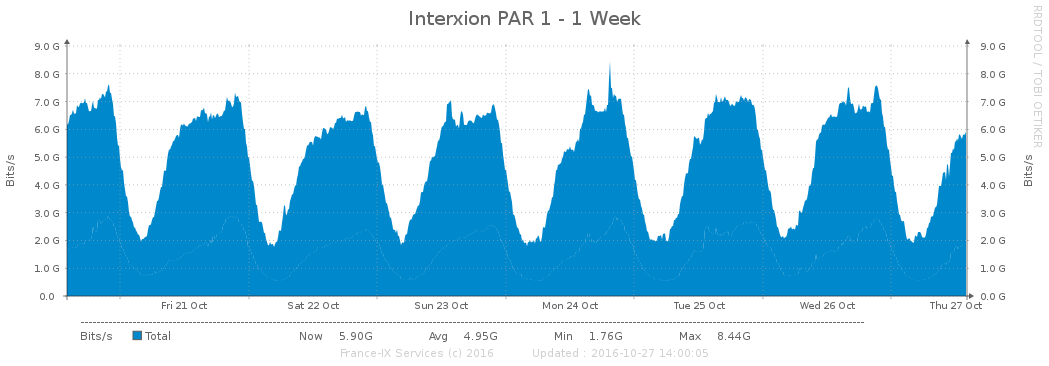 Interxion PAR 1 - 1 Week
RRDTOOL / TOBI OETIKER
Bits/s
9.0 G 9.0 G
8.0 G 8.0 G
7.0 G 7.0 G
6.0 G 6.0 G
5.0 G 5.0 G
4.0 G 4.0 G
3.0 G 3.0 G
2.0 G 2.0 G
1.0 G 1.0 G
0.0 0.0 G
Bits/s
Fri 21 Oct Sat 22 Oct Sun 23 Oct Mon 24 Oct Tue 25 Oct Wed 26 Oct Thu 27 Oct
Bits/s Total Now 5.90G Avg 4.95G Min 1.76G Max 8.44G
France-IX Services (c) 2016 Updated : 2016-10-27 14:00:05